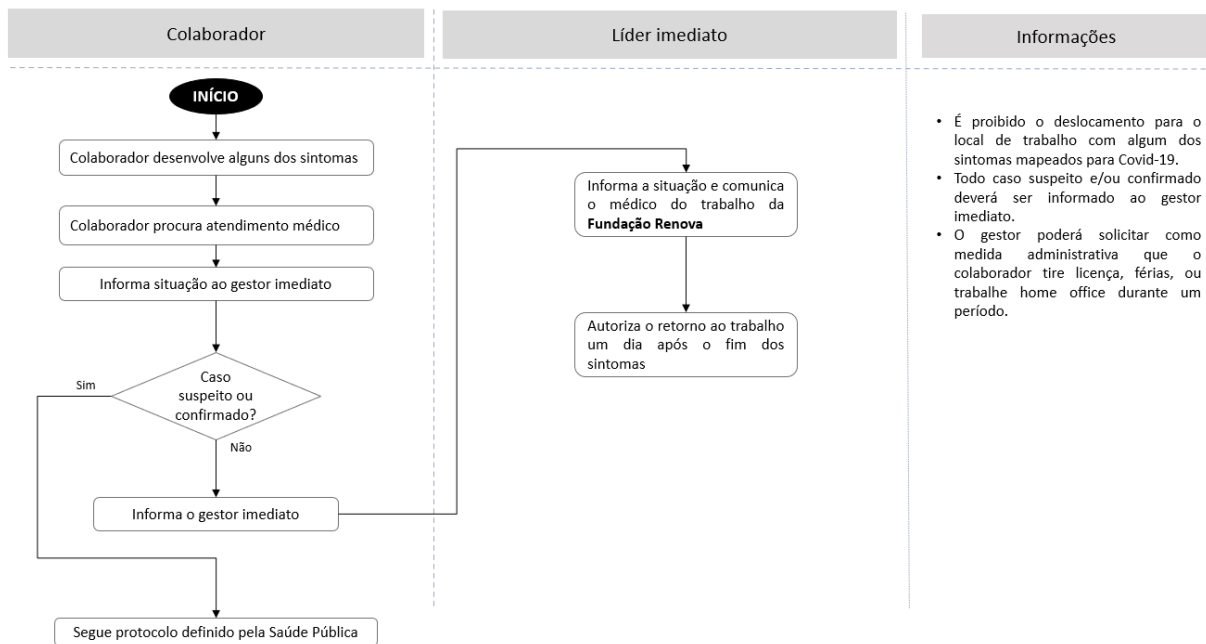 Colaborador
Líder imediato
Informações
INÍCIO
Colaborador desenvolve alguns dos sintomas
Colaborador procura atendimento médico
Informa situação ao gestor imediato
Caso
suspeito ou
confirmado?
Sim
Não
Informa o gestor imediato
Segue protocolo definido pela Saúde Pública
Informa a situação e comunica
o médico do trabalho da
Fundação Renova
Autoriza o retorno ao trabalho
um dia após o fim dos
sintomas
• É proibido o deslocamento para o
local de trabalho com algum dos
sintomas mapeados para Covid-19.
• Todo caso suspeito e/ou confirmado
deverá ser informado ao gestor
imediato.
• O gestor poderá solicitar como
medida administrativa que o
colaborador tire licença, férias, ou
trabalhe home office durante um
período.